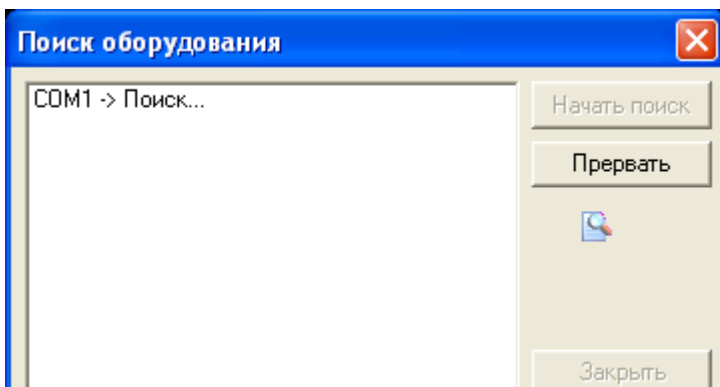 Поиск оборудования
COM1 -> Поиск...
Начать поиск
Прервать
Закрыть